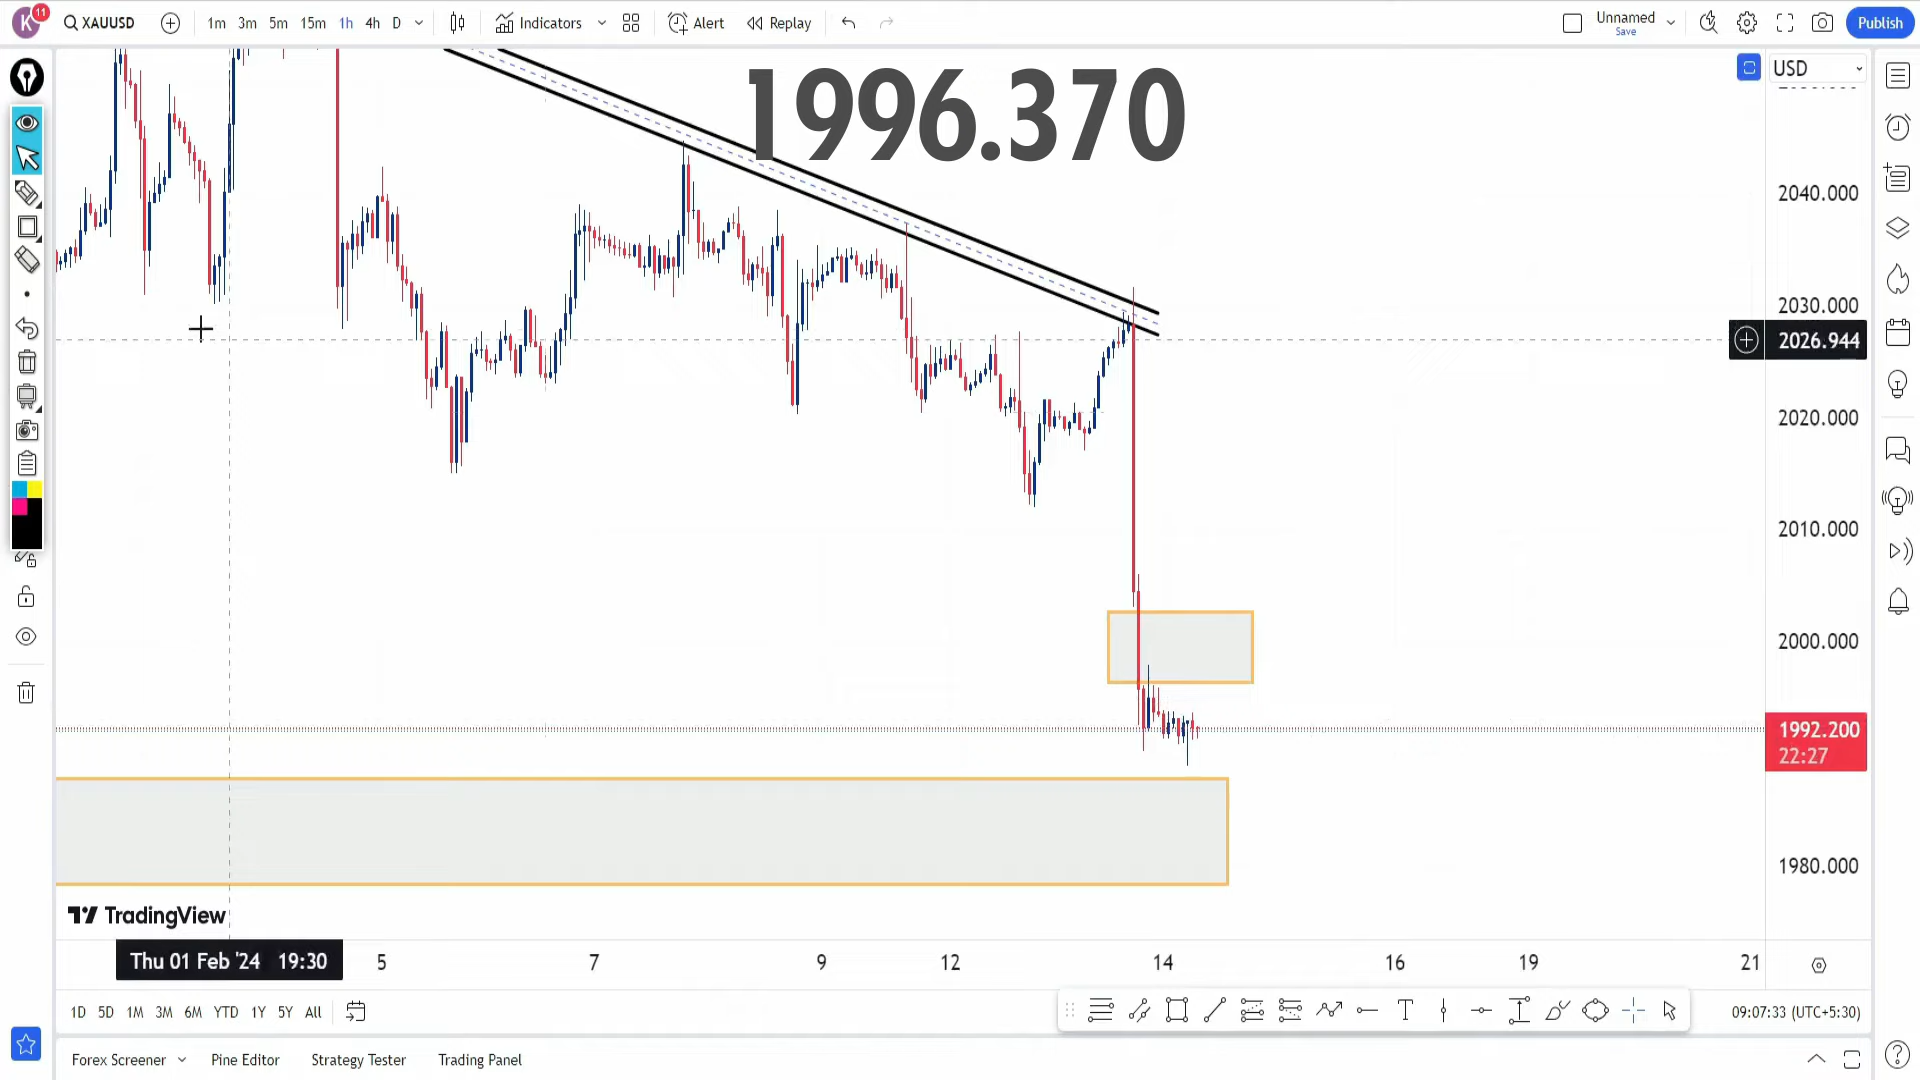 K 11 XAUUSD 1m 3m 5m 15m 1h 4h D Indicators Alert Replay Unnamed Save Publish
1996.370
USD
2040.000
2030.000
2026.944
2020.000
2010.000
2000.000
1992.200
22:27
1980.000
TradingView
Thu 01 Feb '24 19:30 5 7 9 12 14 16 19 21
1D 5D 1M 3M 6M YTD 1Y 5Y All 09:07:33 (UTC+5:30)
Forex Screener Pine Editor Strategy Tester Trading Panel